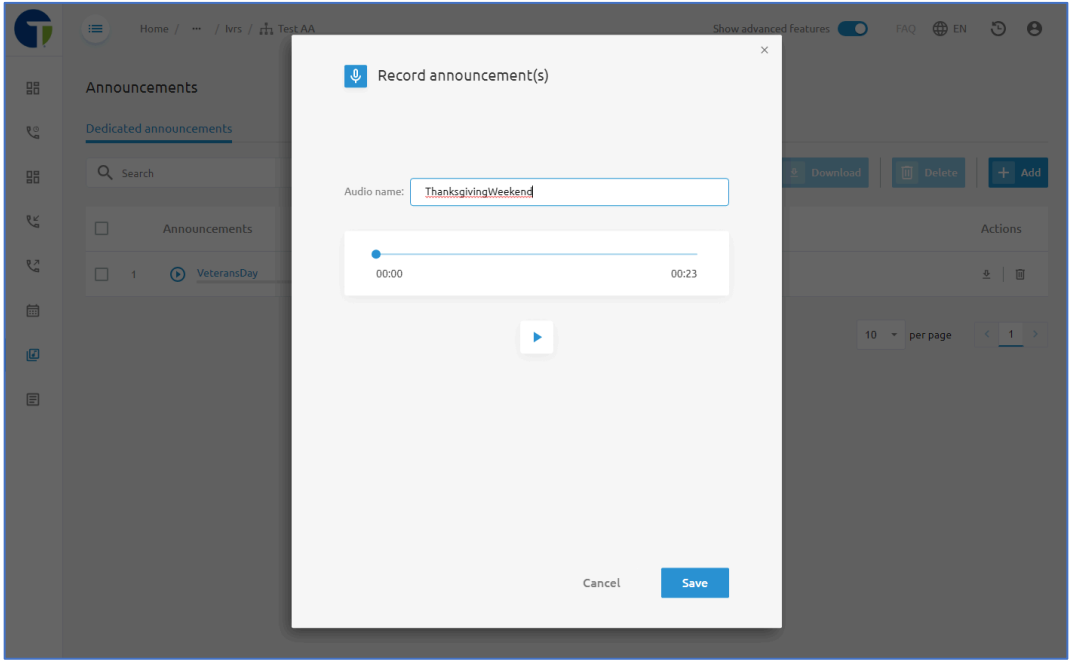 Home / ··· / Ivrs / Test AA
Show advanced features
FAQ
EN
Announcements
Dedicated announcements
Search
Download
Delete
+ Add
Announcements
Actions
1
VeteransDay
10
per page
< 1 >
×
Record announcement(s)
Audio name:
ThanksgivingWeekend
00:00
00:23
Cancel
Save